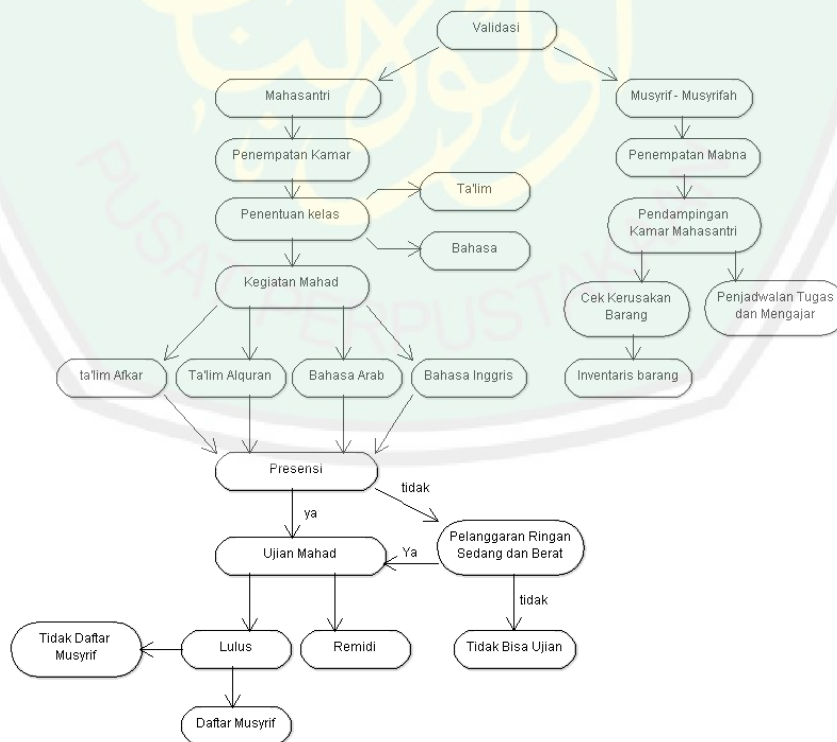 Validasi
Mahasantri
Musyrif - Musyrifah
Penempatan Kamar
Penempatan Mabna
Penentuan kelas
Ta'lim
Bahasa
Pendampingan
Kamar Mahasantri
Kegiatan Mahad
Cek Kerusakan
Barang
Penjadwalan Tugas
dan Mengajar
ta'lim Afkar
Ta'lim Alquran
Bahasa Arab
Bahasa Inggris
Inventaris barang
Presensi
tidak
ya
Pelanggaran Ringan
Sedang dan Berat
Ujian Mahad
Ya
tidak
Tidak Daftar
Musyrif
Lulus
Remidi
Tidak Bisa Ujian
Daftar Musyrif
PUSAT PERPUSTAKAAN